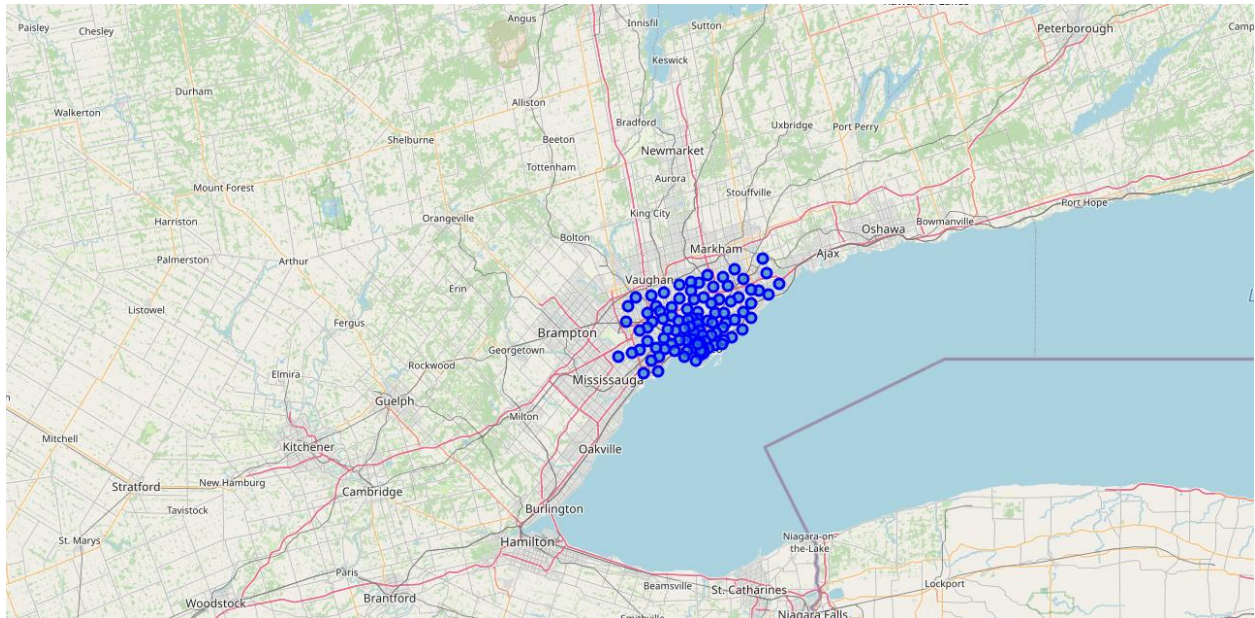 Paisley
Chesley
Angus
Innisfil
Sutton
Peterborough
Keswick
Durham
Alliston
Walkerton
Bradford
Uxbridge
Port Perry
Shelburne
Beeton
Newmarket
Tottenham
Aurora
Mount Forest
Stouffville
Harriston
Orangeville
King City
Port Hope
Bowmanville
Oshawa
Bolton
Markham
Palmerston
Arthur
Ajax
Vaughan
Erin
Listowel
Fergus
Brampton
Georgetown
Rockwood
Elmira
Mississauga
Guelph
Milton
Mitchell
Kitchener
Oakville
Stratford
New Hamburg
Cambridge
Tavistock
Burlington
St. Marys
Hamilton
Niagara-on
the-Lake
Paris
Beamsville
St. Catharines
Lockport
Woodstock
Brantford
Niagara Falls